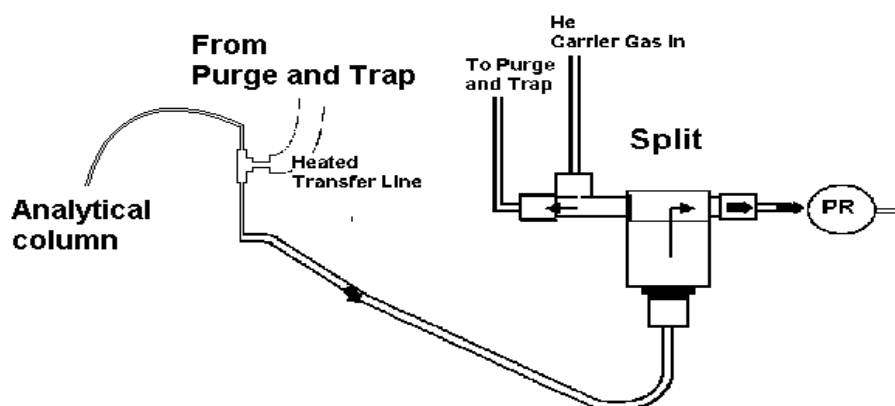 From
Purge and Trap
He
Carrier Gas In
To Purge
and Trap
Split
Heated
Transfer Line
Analytical
column
PR